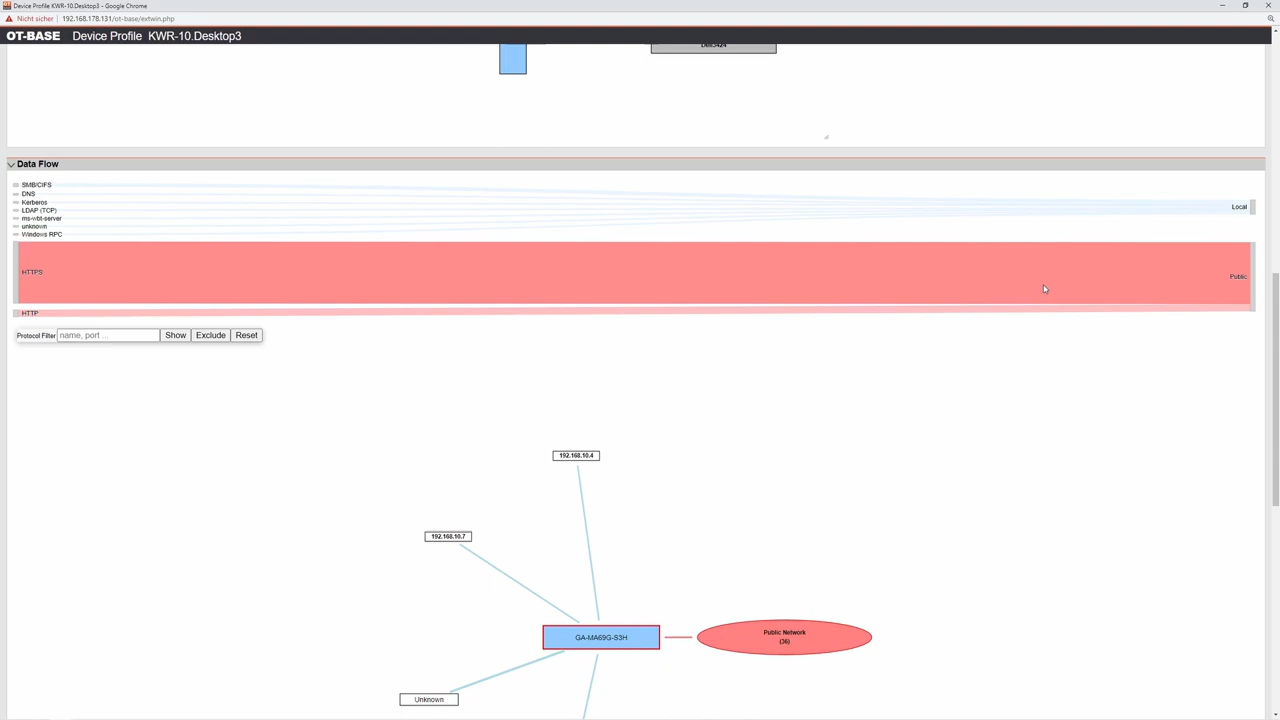 Device Profile KWR-10.Desktop3 - Google Chrome
Nicht sicher | 192.168.178.131/ot-base/extwin.php
OT-BASE Device Profile KWR-10.Desktop3
Dell3424
Data Flow
SMB/CIFS
DNS
Kerberos
LDAP (TCP)
ms-wbt-server
unknown
Windows RPC
Local
HTTPS
Public
HTTP
Protocol Filter name, port ... Show Exclude Reset
192.168.10.4
192.168.10.7
GA-MA69G-S3H
Public Network
(36)
Unknown